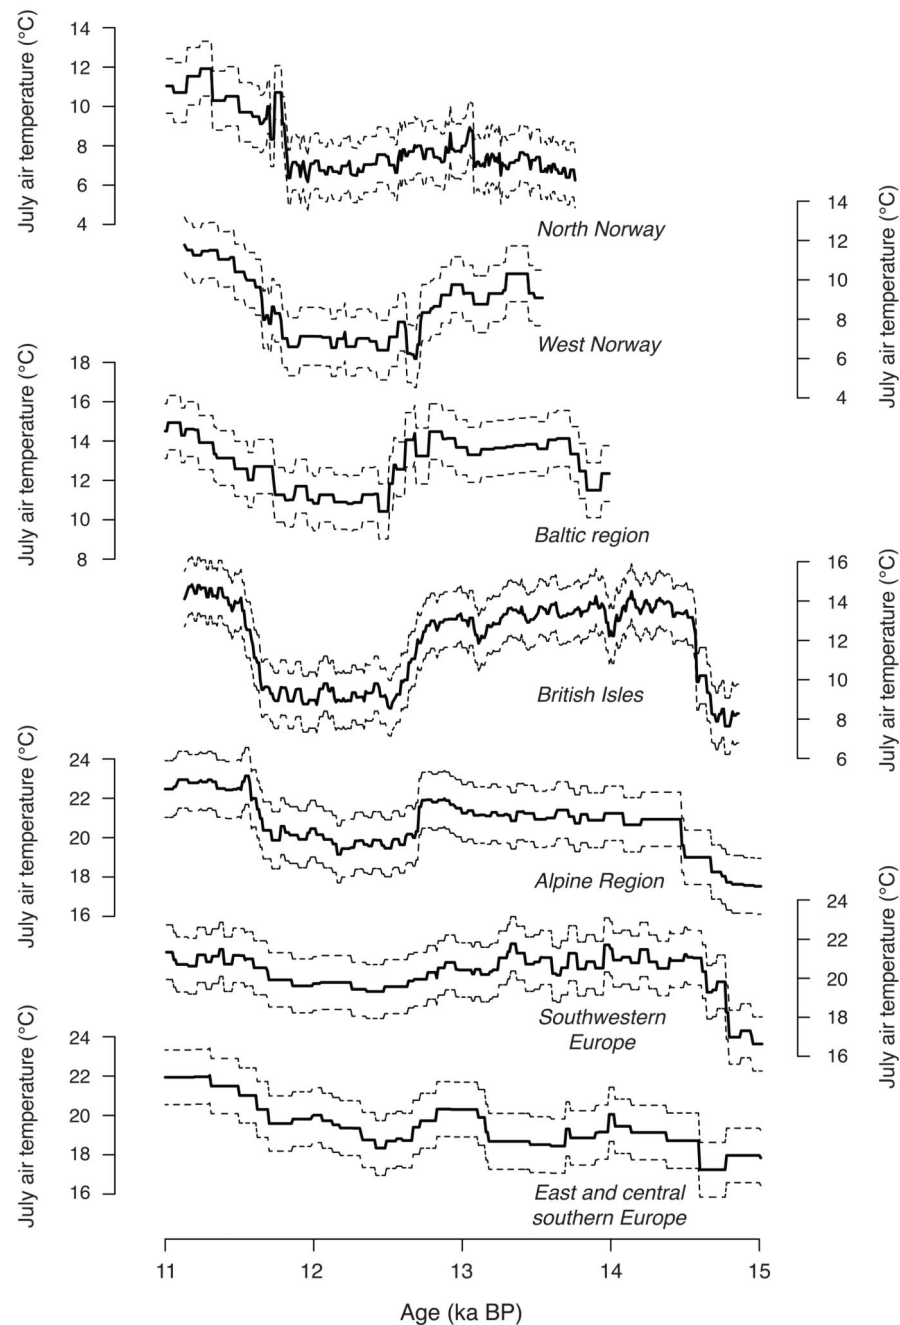 July air temperature (°C)
14
12
10
8
6
4
North Norway
July air temperature (°C)
14
12
10
8
6
4
West Norway
July air temperature (°C)
18
16
14
12
10
8
Baltic region
July air temperature (°C)
16
14
12
10
8
6
British Isles
July air temperature (°C)
24
22
20
18
16
Alpine Region
July air temperature (°C)
24
22
20
18
16
Southwestern
Europe
July air temperature (°C)
24
22
20
18
16
East and central
southern Europe
11 12 13 14 15
Age (ka BP)